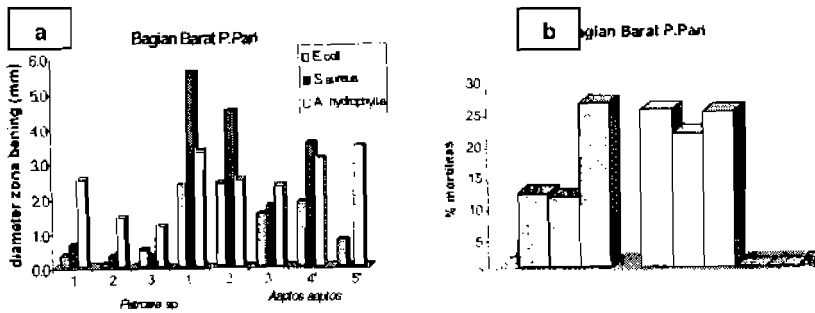 a
Bagian Barat P.Pari
E.coli
S.aureus
A. hydrophylla
diameter zona bening (mm)
6.0
5.0
4.0
3.0
2.0
1.0
0.0
1 2 3 1 2 3 4' 5'
Petrosia sp
Aaptos aaptos
b
gian Barat P.Pari
% mortilitas
30
25
20
15
10
5